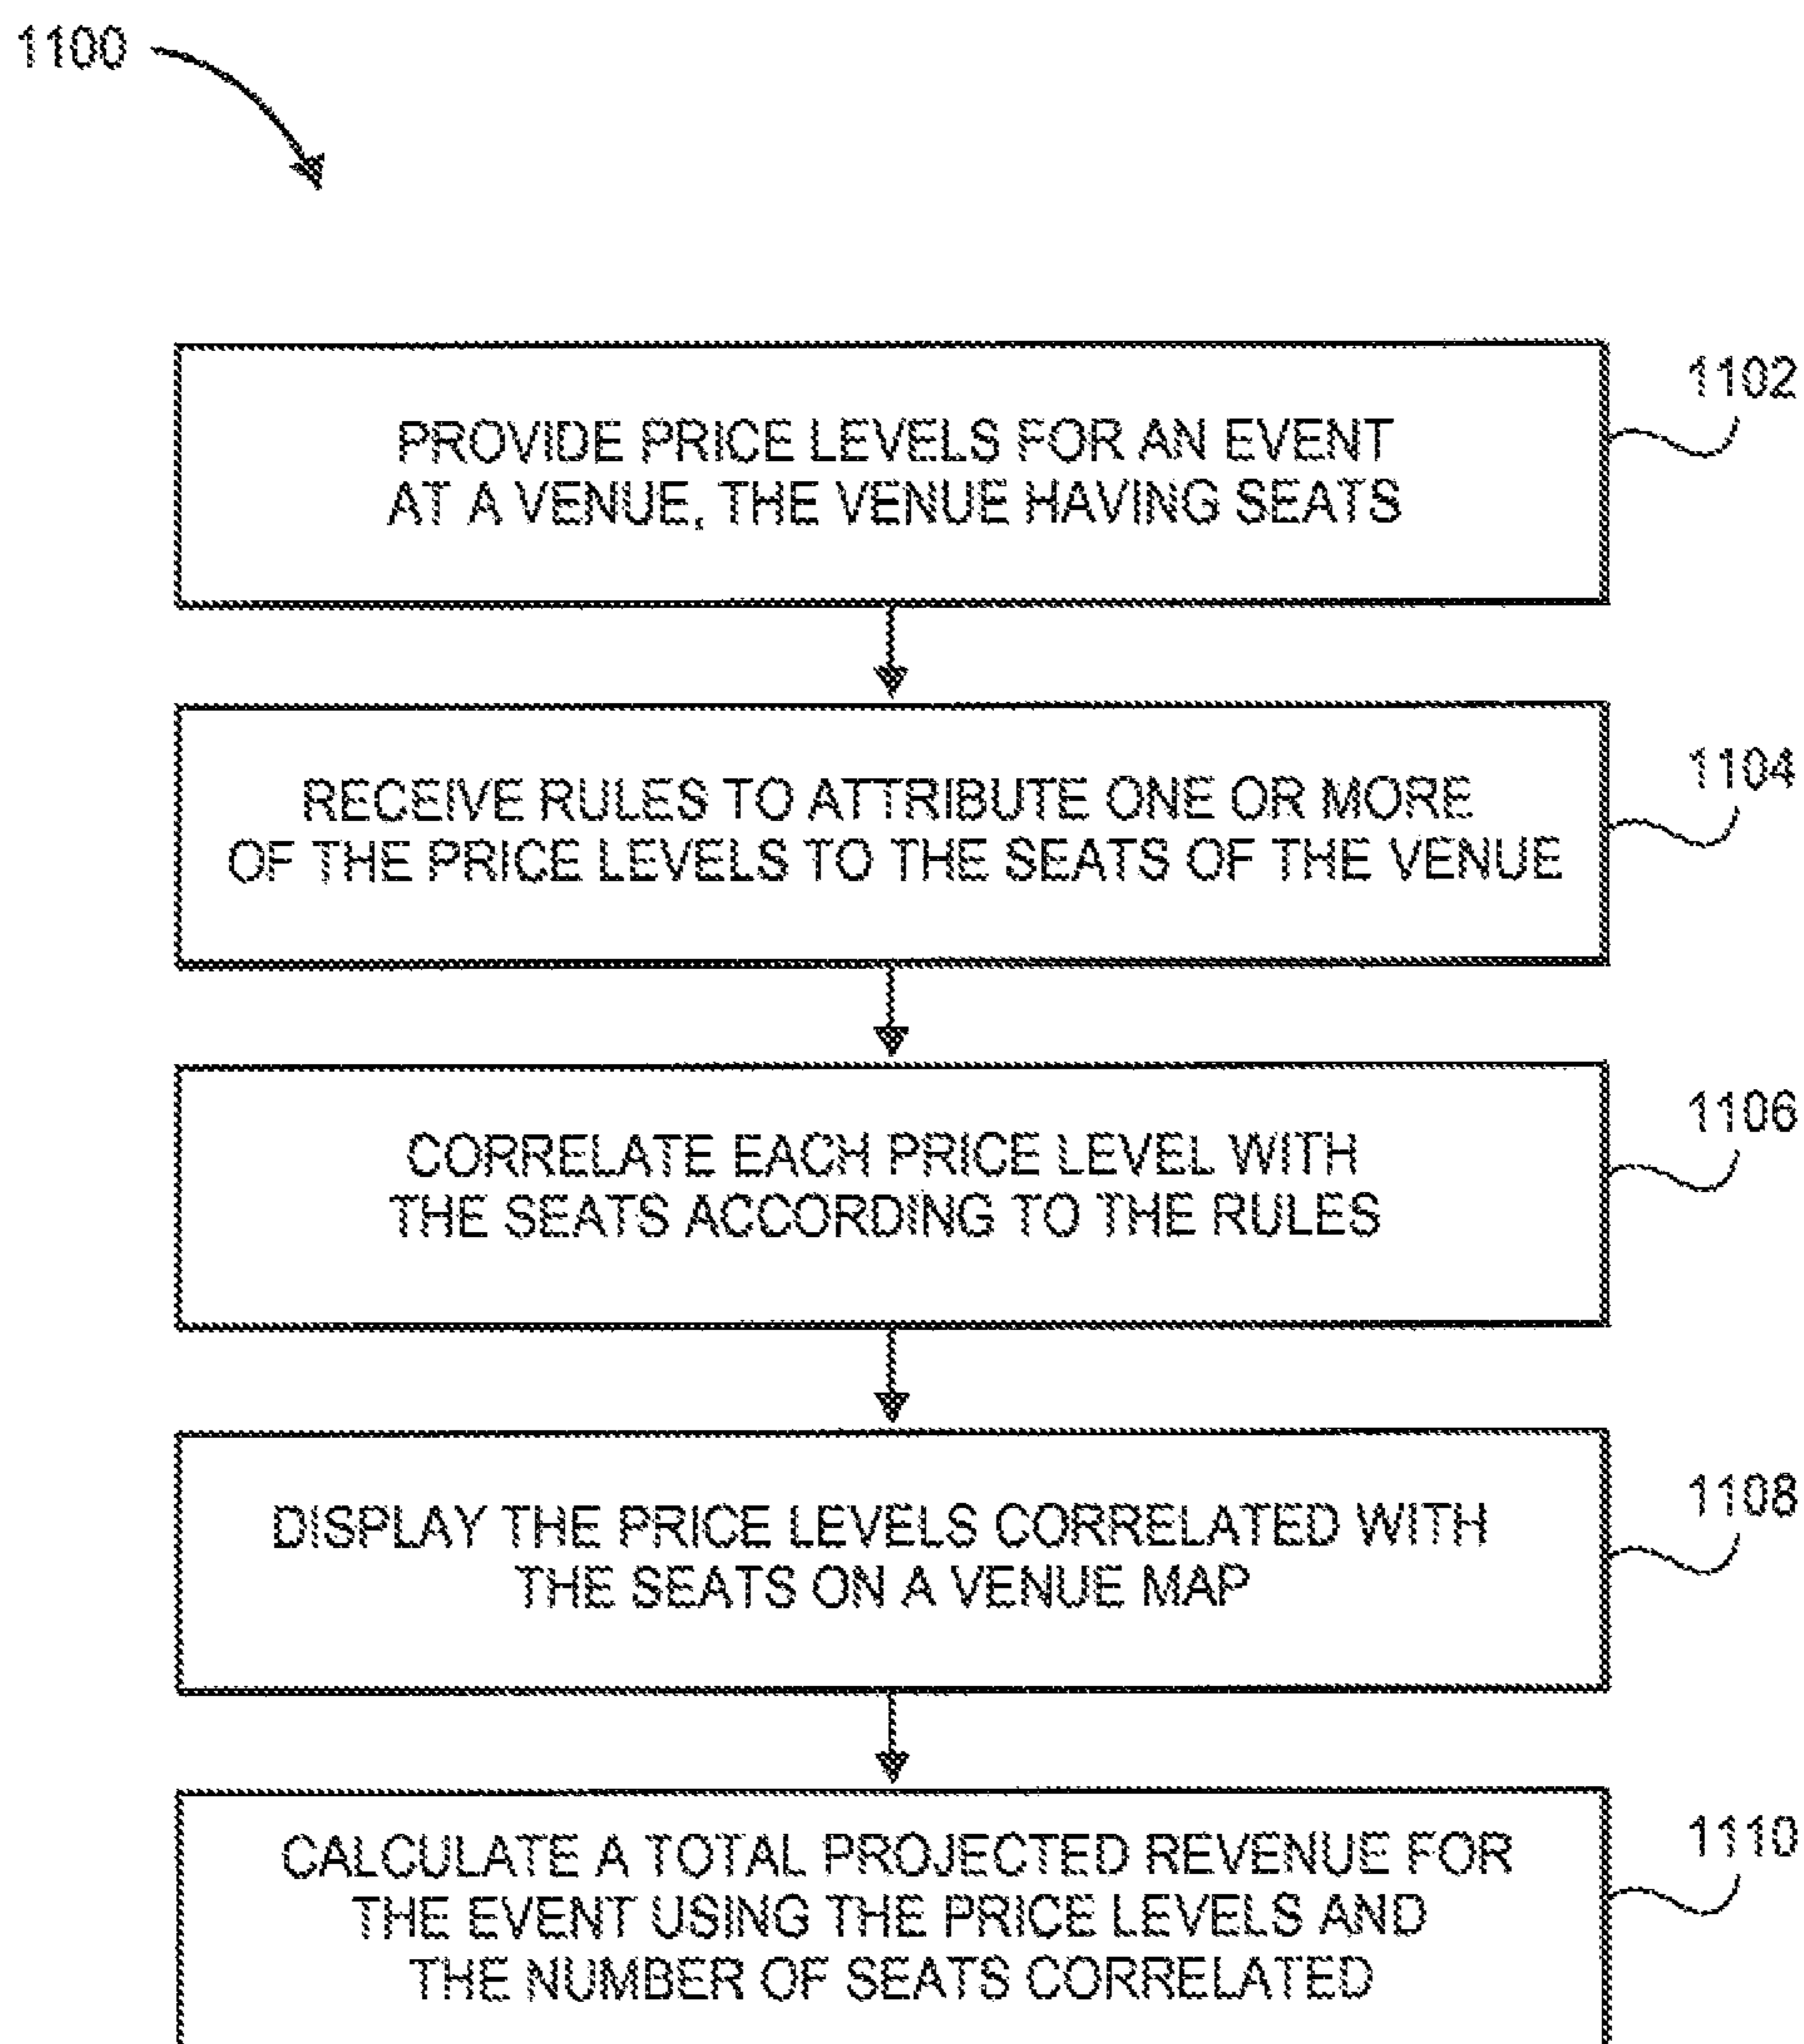 1100
1102
PROVIDE PRICE LEVELS FOR AN EVENT
AT A VENUE, THE VENUE HAVING SEATS
1104
RECEIVE RULES TO ATTRIBUTE ONE OR MORE
OF THE PRICE LEVELS TO THE SEATS OF THE VENUE
1106
CORRELATE EACH PRICE LEVEL WITH
THE SEATS ACCORDING TO THE RULES
1108
DISPLAY THE PRICE LEVELS CORRELATED WITH
THE SEATS ON A VENUE MAP
1110
CALCULATE A TOTAL PROJECTED REVENUE FOR
THE EVENT USING THE PRICE LEVELS AND
THE NUMBER OF SEATS CORRELATED